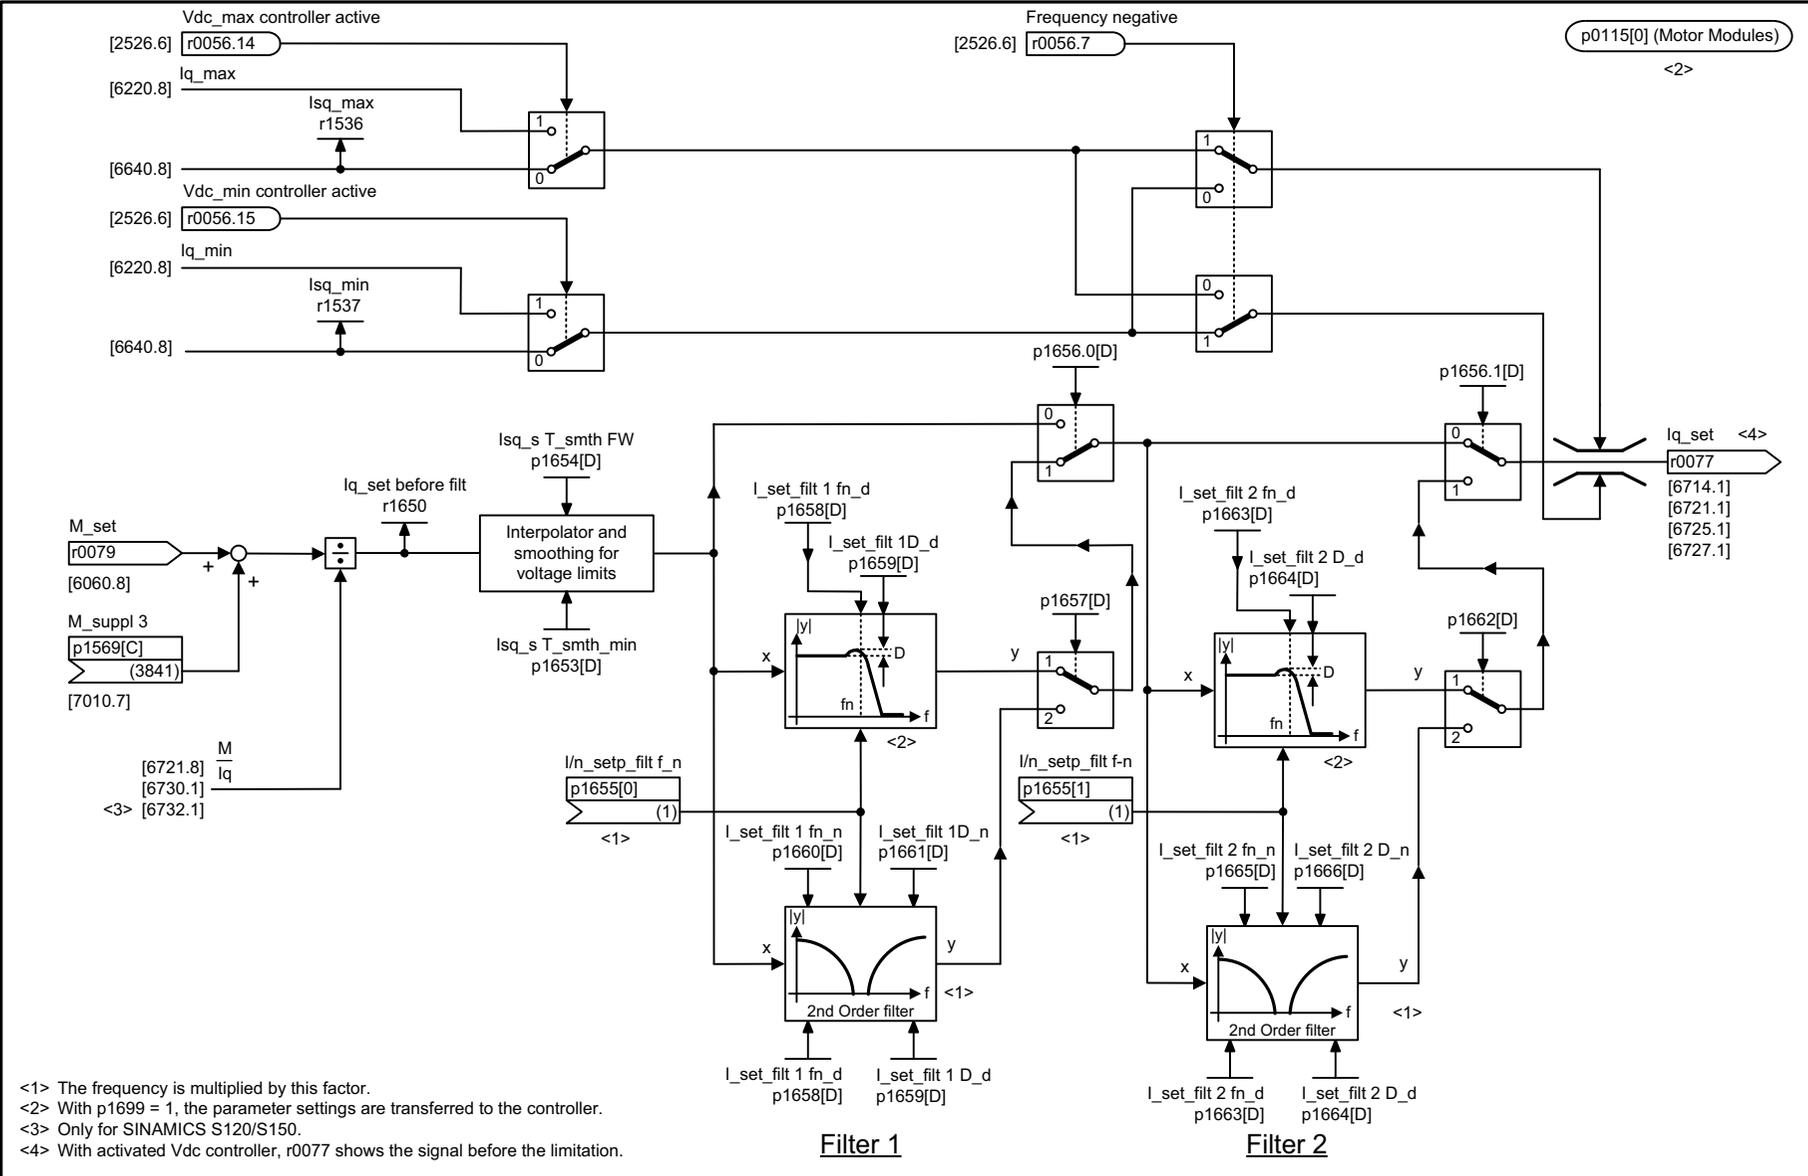 Vdc_max controller active
[2526.6] r0056.14
Iq_max
[6220.8]
Isq_max
r1536
1
[6640.8]
0
Vdc_min controller active
[2526.6] r0056.15
Iq_min
[6220.8]
Isq_min
r1537
1
[6640.8]
0
Frequency negative
[2526.6] r0056.7
1
0
0
1
p0115[0] (Motor Modules)
<2>
p1656.0[D]
0
1
p1656.1[D]
0
1
Iq_set <4>
r0077
[6714.1]
[6721.1]
[6725.1]
[6727.1]
M_set
r0079
[6060.8]
+
+
M_suppl 3
p1569[C]
(3841)
[7010.7]
÷
M
Iq
[6721.8]
[6730.1]
<3> [6732.1]
Iq_set before filt
r1650
Isq_s T_smth FW
p1654[D]
Interpolator and
smoothing for
voltage limits
Isq_s T_smth_min
p1653[D]
I_set_filt 1 fn_d
p1658[D]
I_set_filt 1D_d
p1659[D]
x
|y|
D
fn
f
y
<2>
p1657[D]
1
2
I/n_setp_filt f_n
p1655[0]
(1)
<1>
I_set_filt 1 fn_n
p1660[D]
I_set_filt 1D_n
p1661[D]
x
|y|
f
2nd Order filter
y
<1>
I_set_filt 1 fn_d
p1658[D]
I_set_filt 1 D_d
p1659[D]
Filter 1
I_set_filt 2 fn_d
p1663[D]
I_set_filt 2 D_d
p1664[D]
x
|y|
D
fn
f
y
<2>
p1662[D]
1
2
I/n_setp_filt f-n
p1655[1]
(1)
<1>
I_set_filt 2 fn_n
p1665[D]
I_set_filt 2 D_n
p1666[D]
x
|y|
f
2nd Order filter
y
<1>
I_set_filt 2 fn_d
p1663[D]
I_set_filt 2 D_d
p1664[D]
Filter 2
<1> The frequency is multiplied by this factor.
<2> With p1699 = 1, the parameter settings are transferred to the controller.
<3> Only for SINAMICS S120/S150.
<4> With activated Vdc controller, r0077 shows the signal before the limitation.